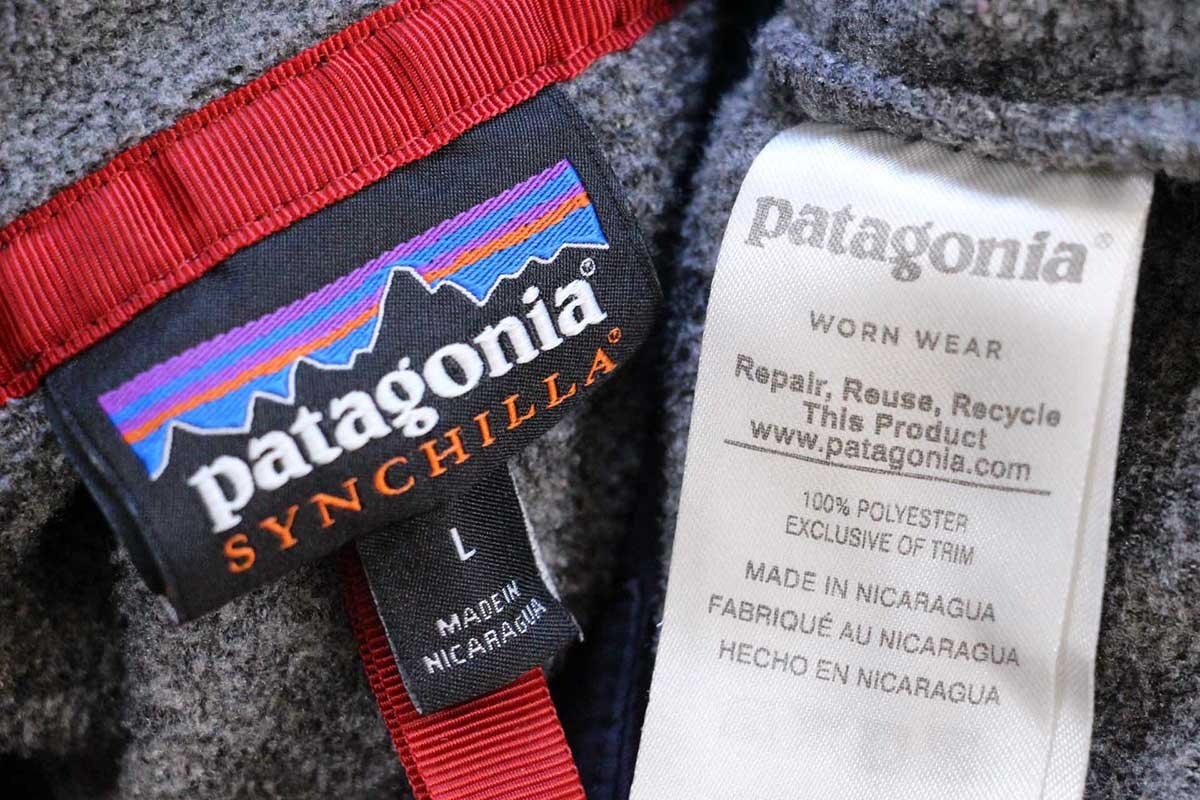 patagonia®
SYNCHILLA®
L
MADE IN
NICARAGUA
patagonia®
WORN WEAR
Repair, Reuse, Recycle
This Product
www.patagonia.com
100% POLYESTER
EXCLUSIVE OF TRIM
MADE IN NICARAGUA
FABRIQUÉ AU NICARAGUA
HECHO EN NICARAGUA